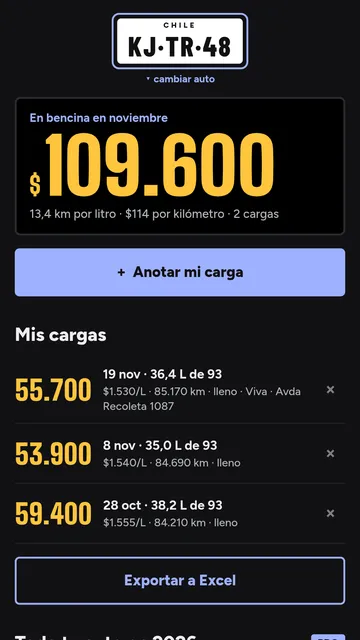 CHILE
KJ·TR·48
▾ cambiar auto
En bencina en noviembre
$109.600
13,4 km por litro · $114 por kilómetro · 2 cargas
+ Anotar mi carga
Mis cargas
55.700
19 nov · 36,4 L de 93
$1.530/L · 85.170 km · lleno · Viva · Avda
Recoleta 1087
×
53.900
8 nov · 35,0 L de 93
$1.540/L · 84.690 km · lleno
×
59.400
28 oct · 38,2 L de 93
$1.555/L · 84.210 km · lleno
×
Exportar a Excel